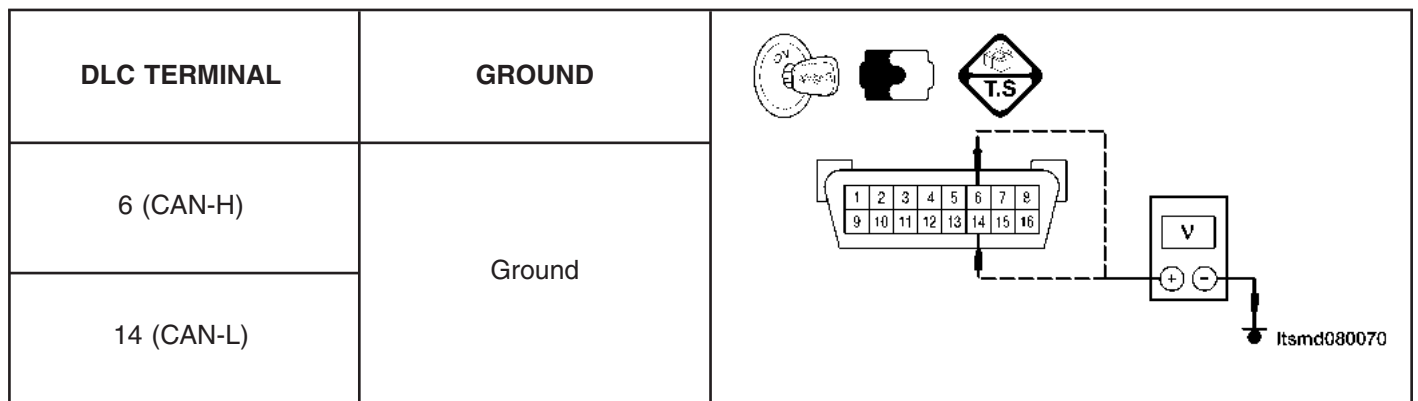 DLC TERMINAL
GROUND
6 (CAN-H)
Ground
14 (CAN-L)
ON
T.S
1 2 3 4 5 6 7 8
9 10 11 12 13 14 15 16
V
+ −
ltsmd080070